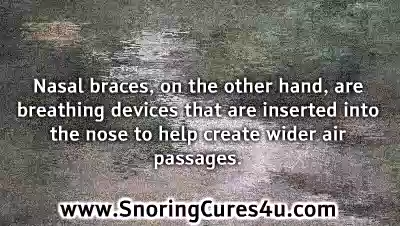 Nasal braces, on the other hand, are
breathing devices that are inserted into
the nose to help create wider air
passages.
www.SnoringCures4u.com